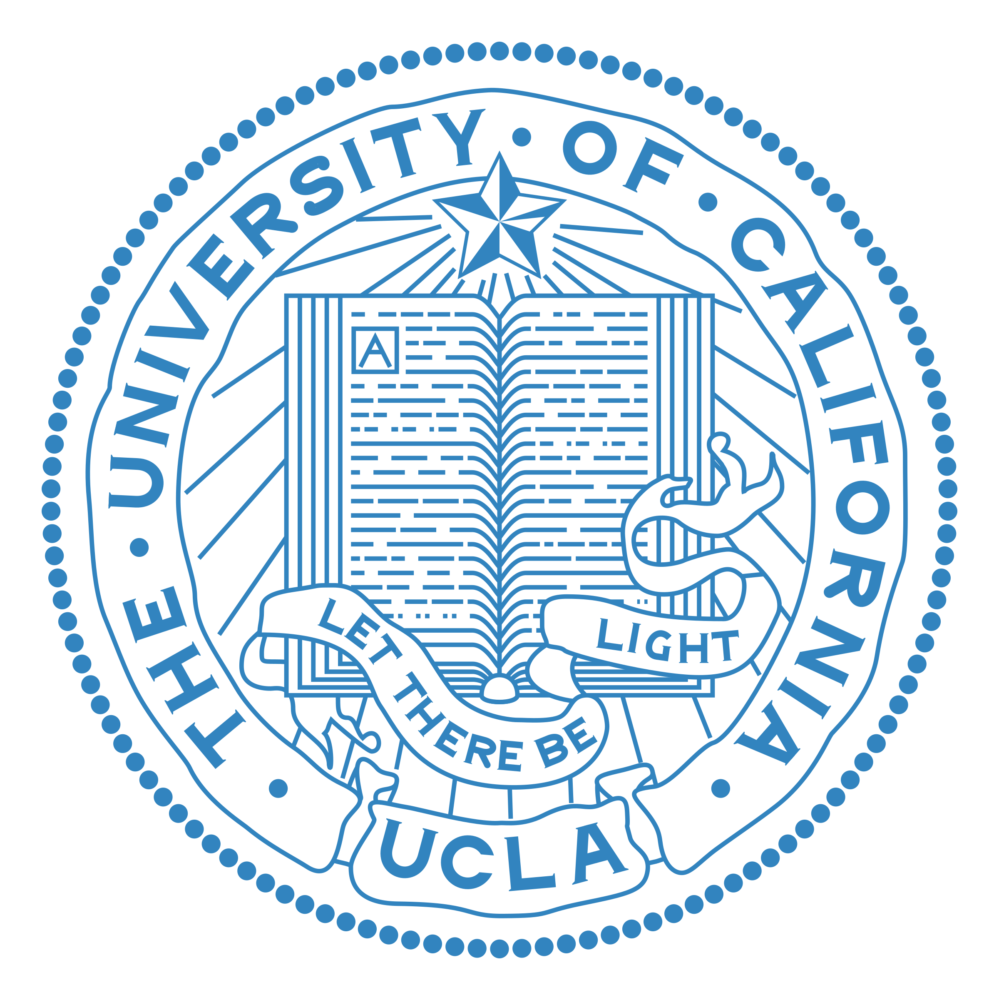 THE • UNIVERSITY • OF • CALIFORNIA •
A
LET THERE BE LIGHT
• UCLA